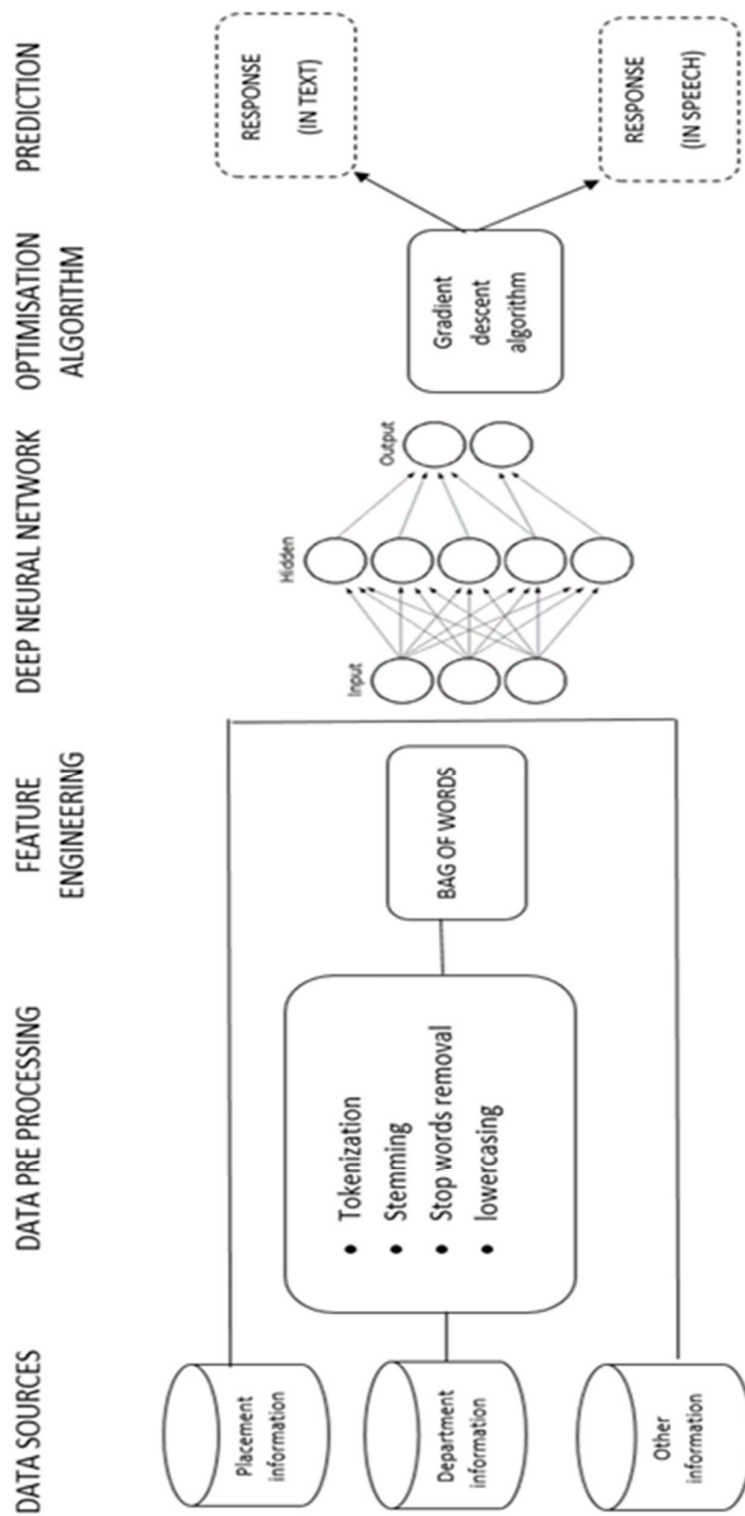 DATA SOURCES
DATA PRE PROCESSING
FEATURE
ENGINEERING
DEEP NEURAL NETWORK
OPTIMISATION
ALGORITHM
PREDICTION
Placement
information
Department
information
Other
information
• Tokenization
• Stemming
• Stop words removal
• lowercasing
BAG OF WORDS
Input
Hidden
Output
Gradient
descent
algorithm
RESPONSE
(IN TEXT)
RESPONSE
(IN SPEECH)